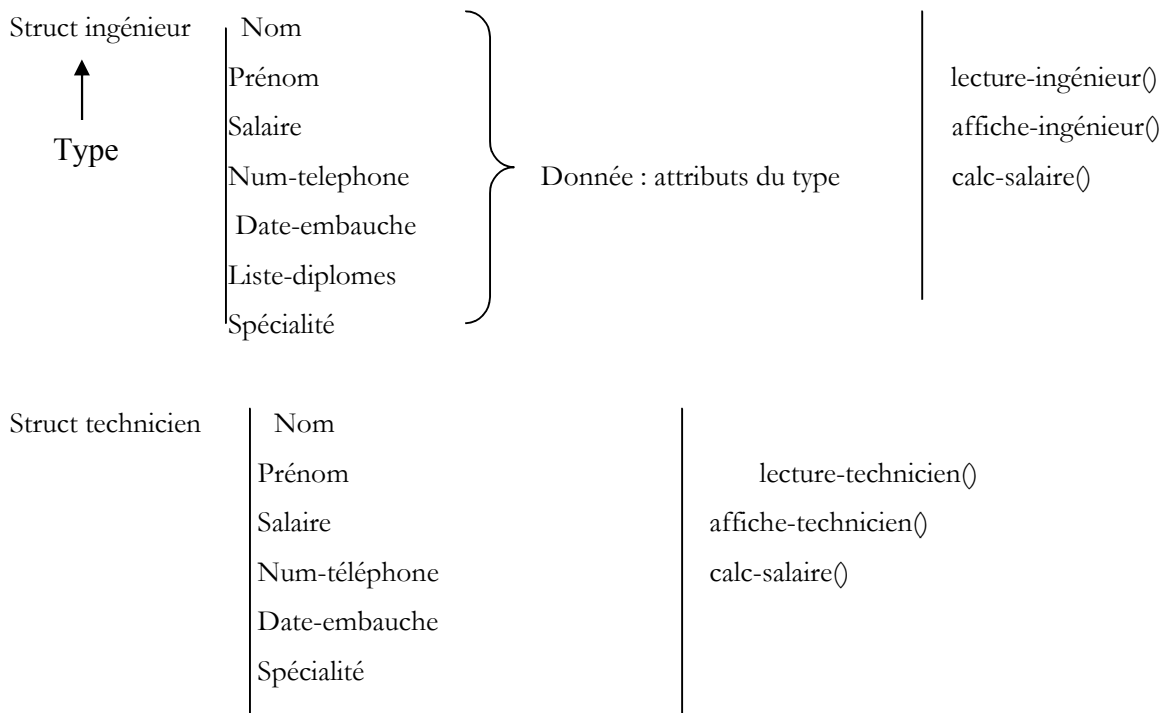 Struct ingénieur Nom
Prénom lecture-ingénieur()
Salaire affiche-ingénieur()
Type
Num-telephone Donnée : attributs du type calc-salaire()
Date-embauche
Liste-diplomes
Spécialité
Struct technicien Nom
Prénom lecture-technicien()
Salaire affiche-technicien()
Num-téléphone calc-salaire()
Date-embauche
Spécialité